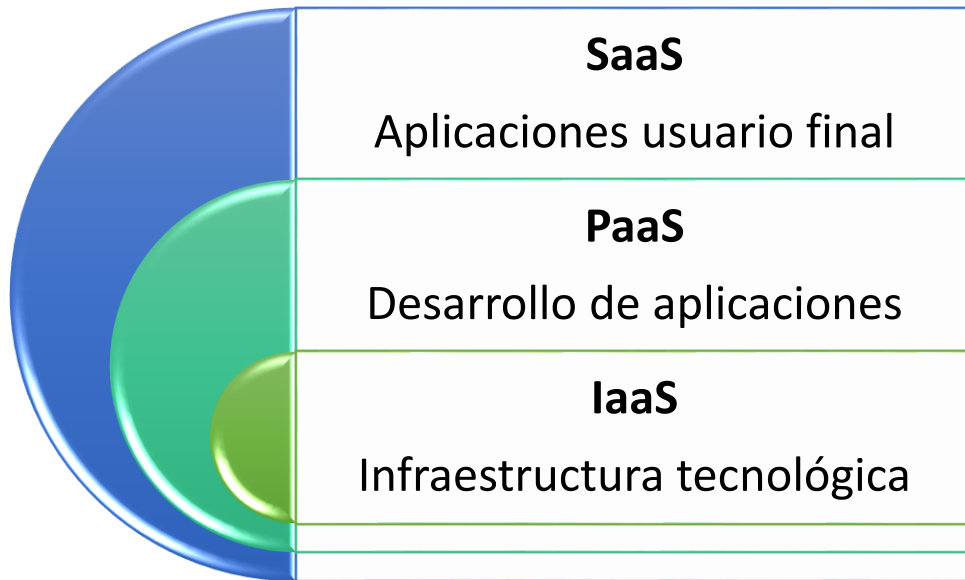 SaaS
Aplicaciones usuario final
PaaS
Desarrollo de aplicaciones
IaaS
Infraestructura tecnológica